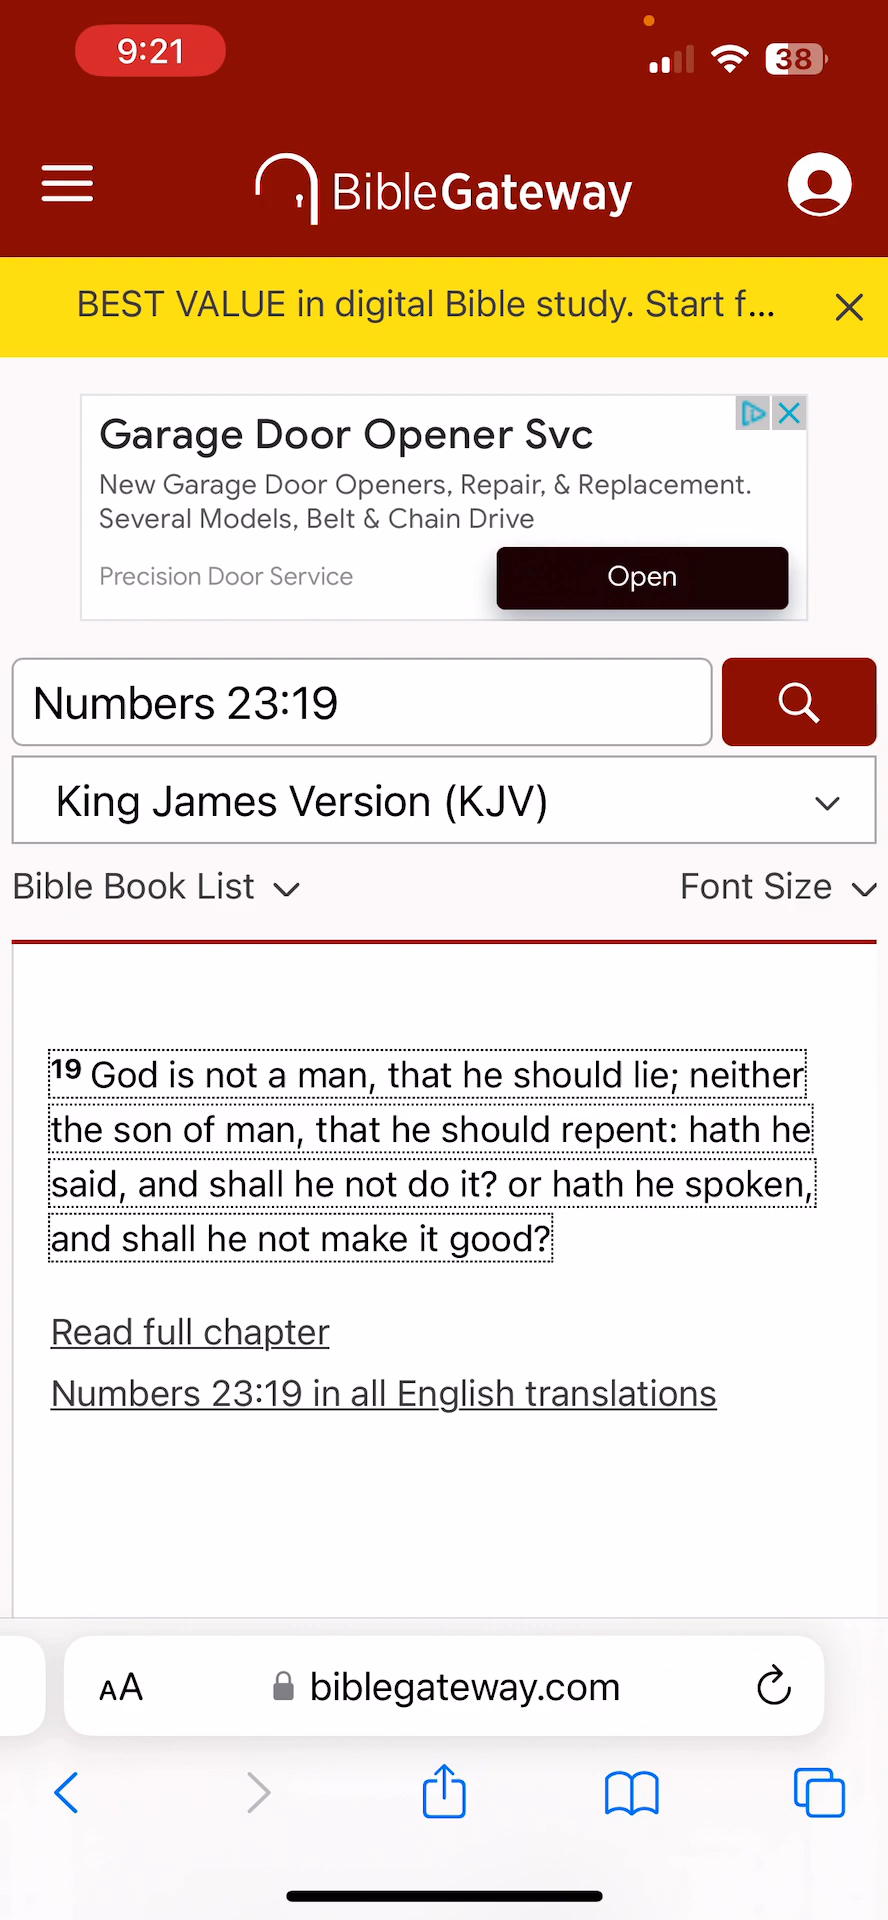 9:21
38
BibleGateway
BEST VALUE in digital Bible study. Start f...
Garage Door Opener Svc
New Garage Door Openers, Repair, & Replacement.
Several Models, Belt & Chain Drive
Precision Door Service
Open
Numbers 23:19
King James Version (KJV)
Bible Book List
Font Size
19 God is not a man, that he should lie; neither
the son of man, that he should repent: hath he
said, and shall he not do it? or hath he spoken,
and shall he not make it good?
Read full chapter
Numbers 23:19 in all English translations
AA
biblegateway.com